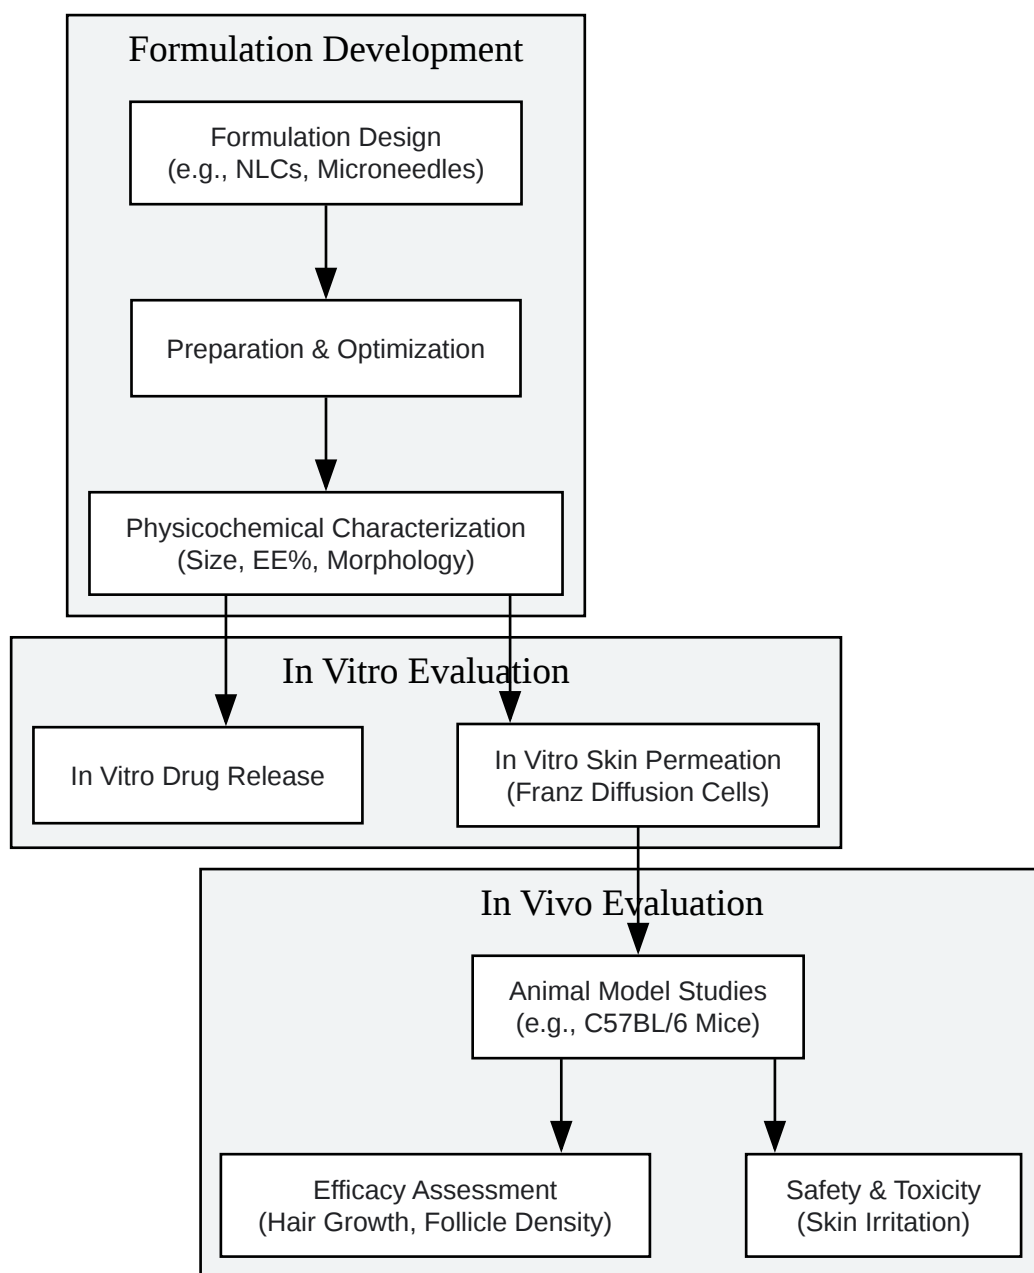 Formulation Development
Formulation Design
(e.g., NLCs, Microneedles)
Preparation & Optimization
Physicochemical Characterization
(Size, EE%, Morphology)
In Vitro Evaluation
In Vitro Drug Release
In Vitro Skin Permeation
(Franz Diffusion Cells)
In Vivo Evaluation
Animal Model Studies
(e.g., C57BL/6 Mice)
Efficacy Assessment
(Hair Growth, Follicle Density)
Safety & Toxicity
(Skin Irritation)